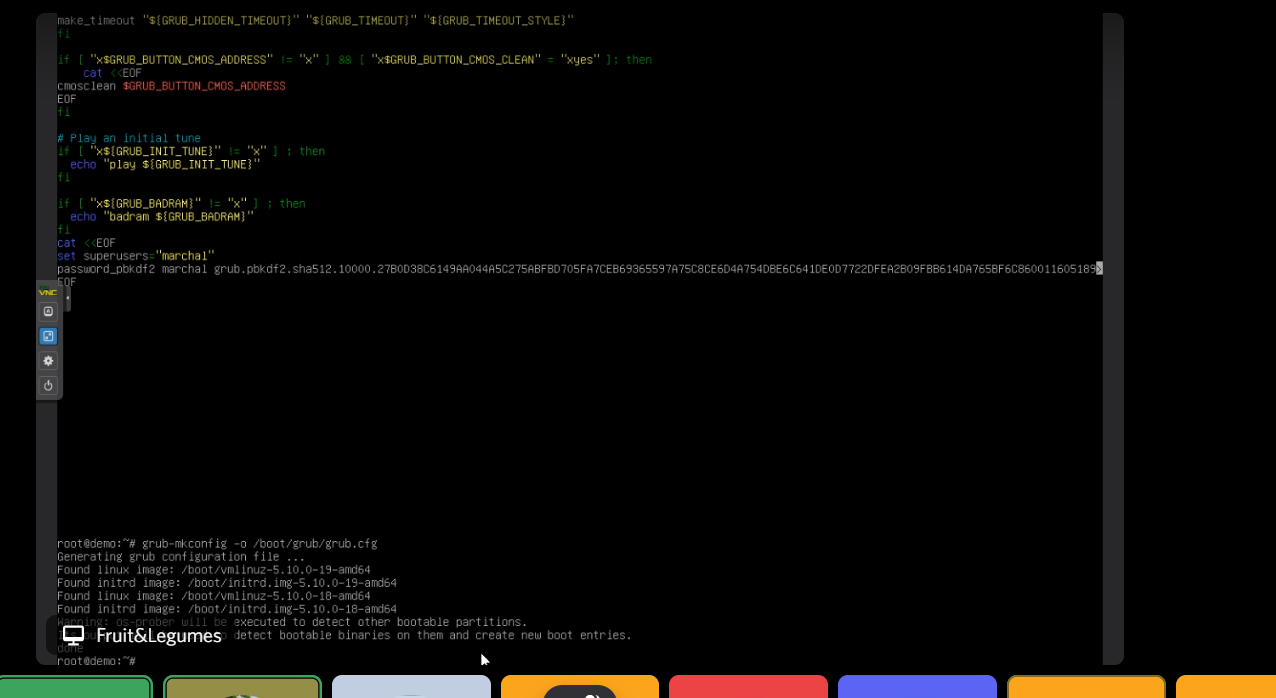 make_timeout "${GRUB_HIDDEN_TIMEOUT}" "${GRUB_TIMEOUT}" "${GRUB_TIMEOUT_STYLE}"
fi
if [ "x$GRUB_BUTTON_CMOS_ADDRESS" != "x" ] && [ "x$GRUB_BUTTON_CMOS_CLEAN" = "xyes" ]; then
cat <<EOF
cmosclean $GRUB_BUTTON_CMOS_ADDRESS
EOF
fi
# Play an initial tune
if [ "x${GRUB_INIT_TUNE}" != "x" ] ; then
echo "play ${GRUB_INIT_TUNE}"
fi
if [ "x${GRUB_BADRAM}" != "x" ] ; then
echo "badram ${GRUB_BADRAM}"
fi
cat <<EOF
set superusers="marchal"
password_pbkdf2 marchal grub.pbkdf2.sha512.10000.27B0D38C6149AA044A5C275ABFBD705FA7CEB69365597A75C8CE6D4A754DBE6C641DE0D7722DFEA2B09FBB614DA765BF6C860011605189>
EOF
VNC
root@demo:~# grub-mkconfig -o /boot/grub/grub.cfg
Generating grub configuration file ...
Found linux image: /boot/vmlinuz-5.10.0-19-amd64
Found initrd image: /boot/initrd.img-5.10.0-19-amd64
Found linux image: /boot/vmlinuz-5.10.0-18-amd64
Found initrd image: /boot/initrd.img-5.10.0-18-amd64
Warning: os-prober will be executed to detect other bootable partitions.
detect bootable binaries on them and create new boot entries.
Fruit&Legumes
done
root@demo:~#